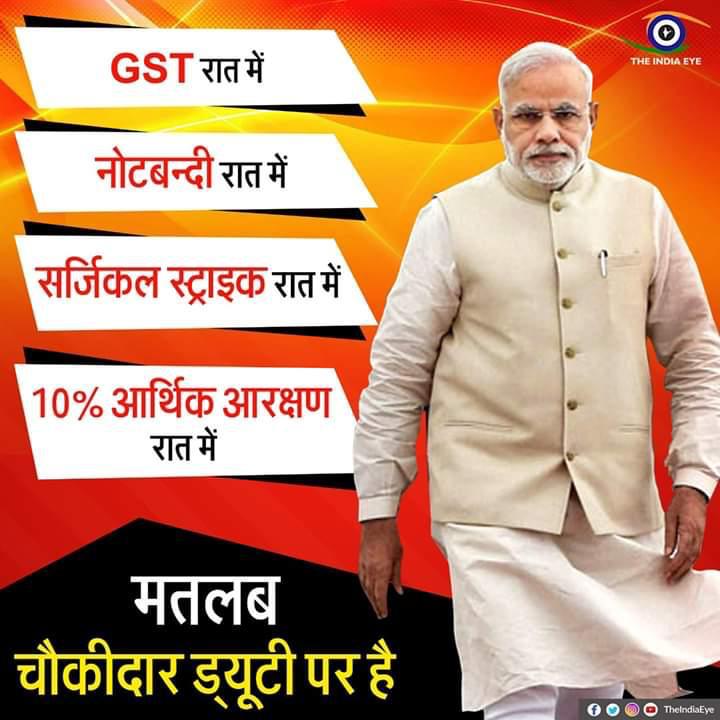 THE INDIA EYE
GST रात में
नोटबन्दी रात में
सर्जिकल स्ट्राइक रात में
10% आर्थिक आरक्षण
रात में
मतलब
चौकीदार ड्यूटी पर है
TheIndiaEye